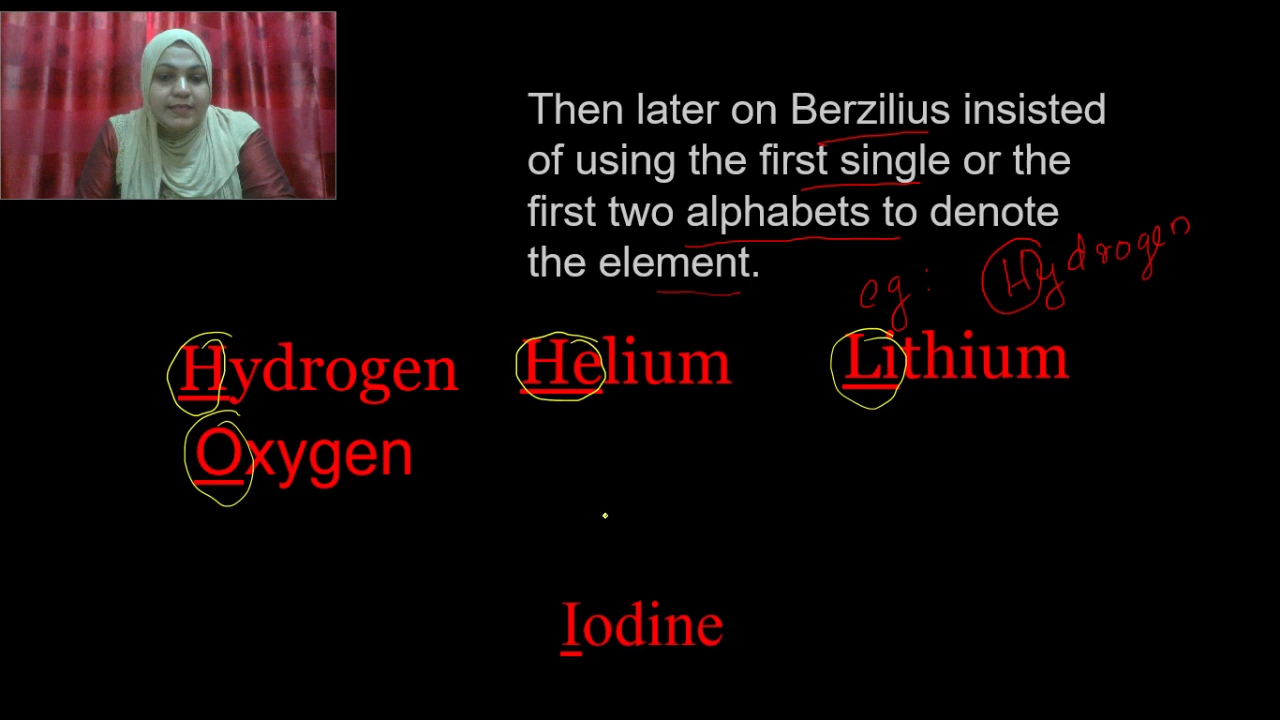 Then later on Berzilius insisted
of using the first single or the
first two alphabets to denote
the element.
eg: Hydrogen
Hydrogen Helium Lithium
Oxygen
Iodine